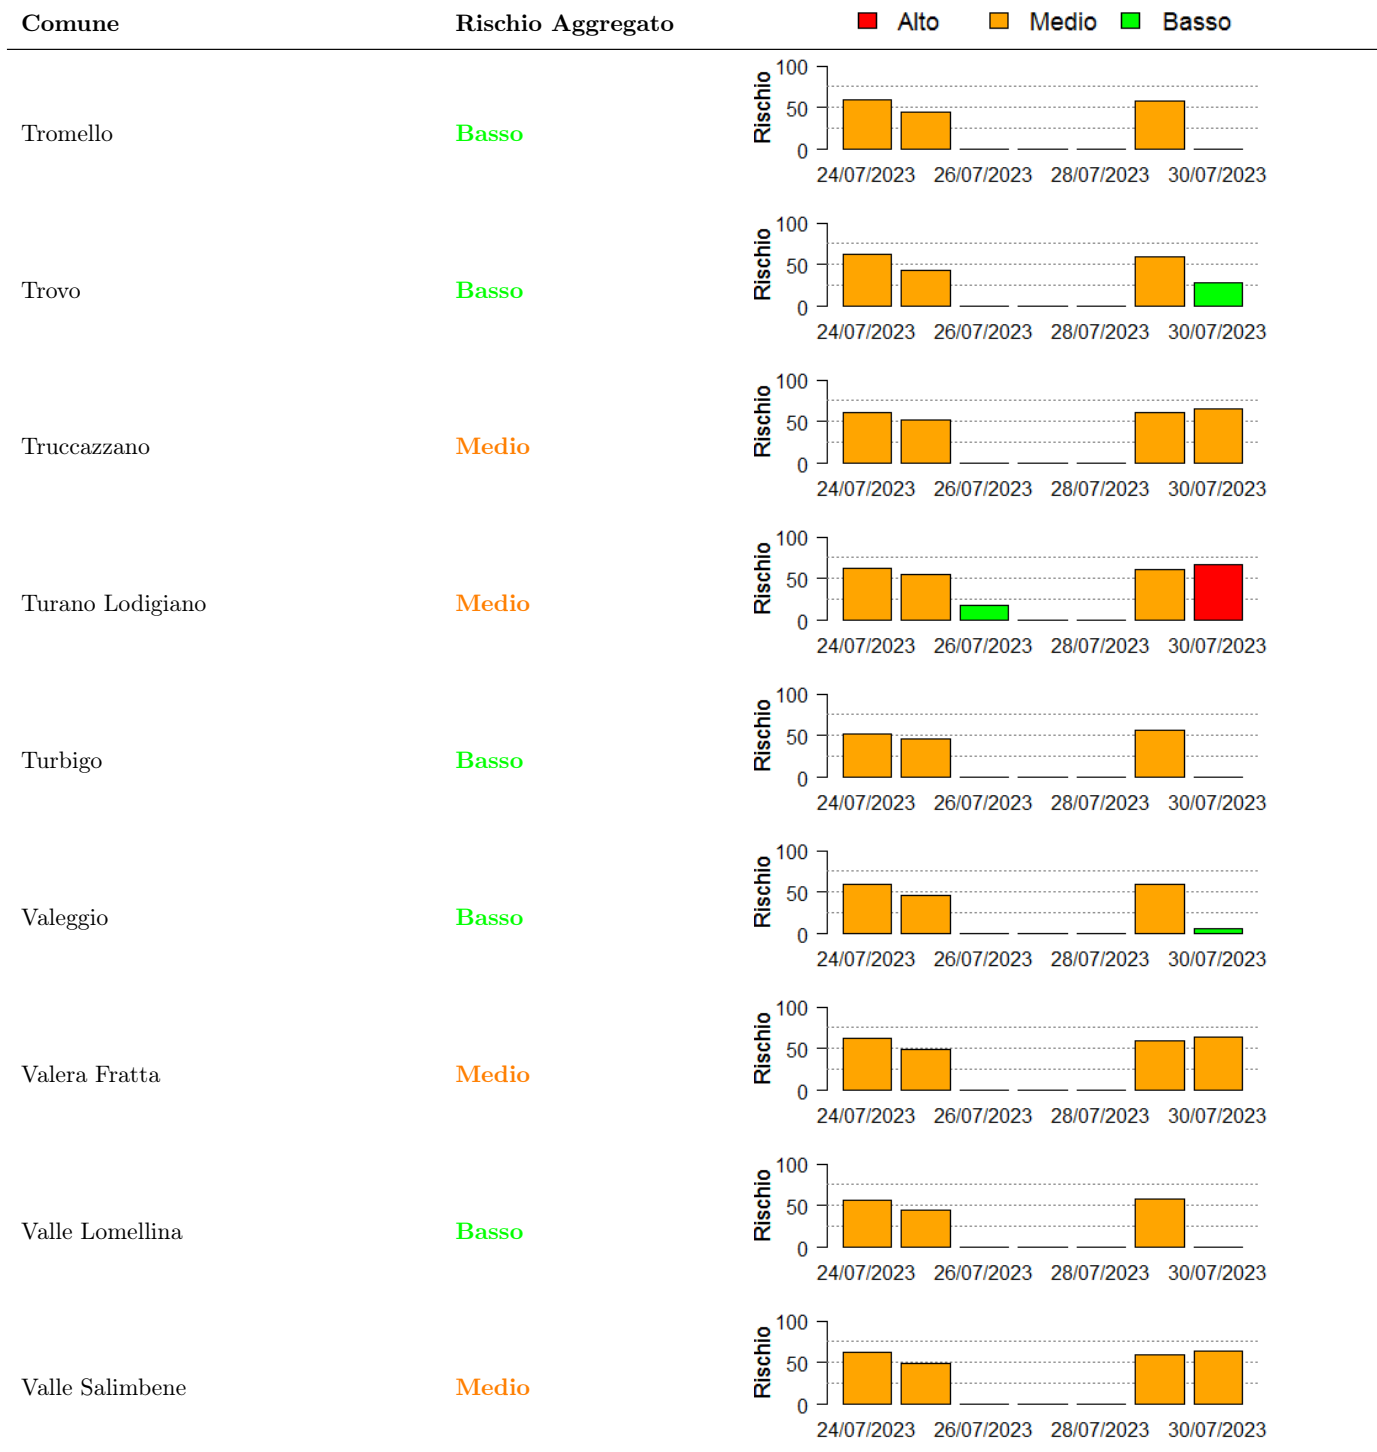 Comune Rischio Aggregato Alto Medio Basso
100
50
0
Rischio
Tromello Basso
24/07/2023 26/07/2023 28/07/2023 30/07/2023
100
50
0
Rischio
Trovo Basso
24/07/2023 26/07/2023 28/07/2023 30/07/2023
100
50
0
Rischio
Truccazzano Medio
24/07/2023 26/07/2023 28/07/2023 30/07/2023
100
50
0
Rischio
Turano Lodigiano Medio
24/07/2023 26/07/2023 28/07/2023 30/07/2023
100
50
0
Rischio
Turbigo Basso
24/07/2023 26/07/2023 28/07/2023 30/07/2023
100
50
0
Rischio
Valeggio Basso
24/07/2023 26/07/2023 28/07/2023 30/07/2023
100
50
0
Rischio
Valera Fratta Medio
24/07/2023 26/07/2023 28/07/2023 30/07/2023
100
50
0
Rischio
Valle Lomellina Basso
24/07/2023 26/07/2023 28/07/2023 30/07/2023
100
50
0
Rischio
Valle Salimbene Medio
24/07/2023 26/07/2023 28/07/2023 30/07/2023